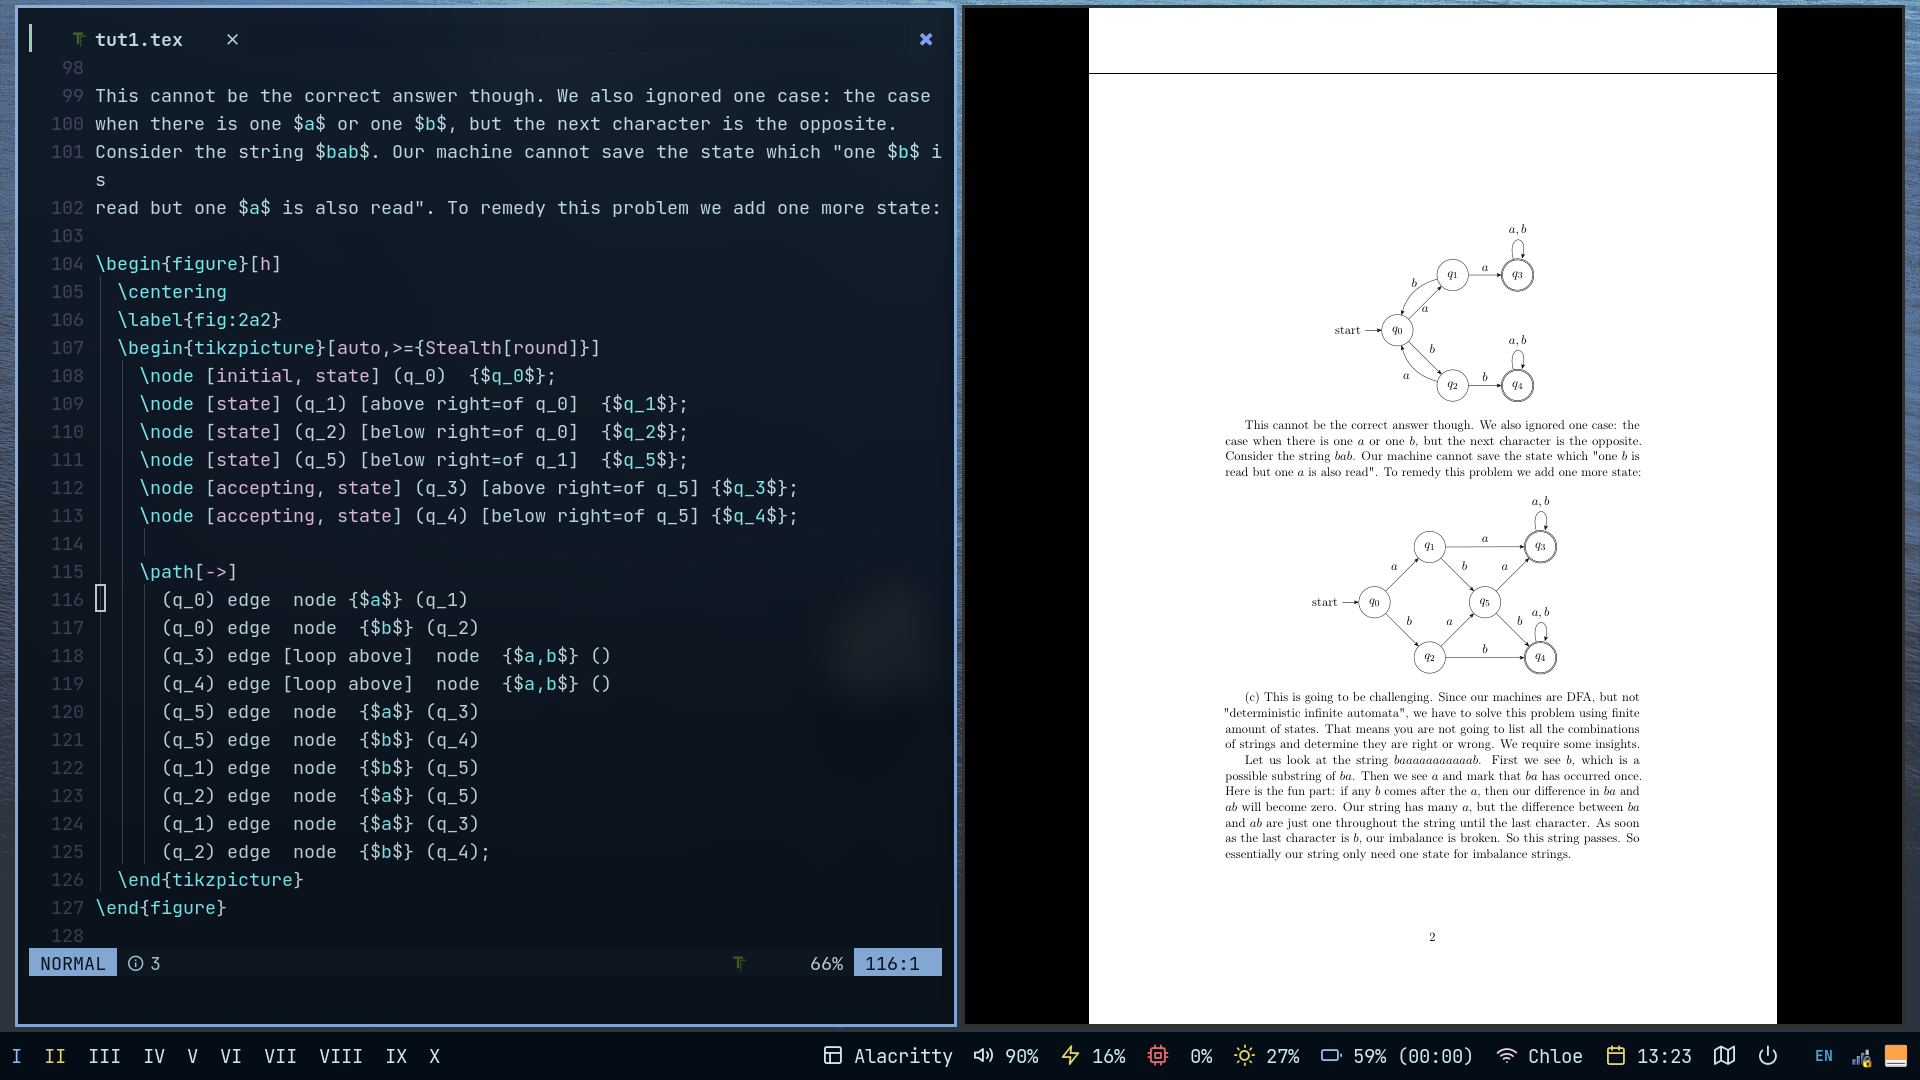 tut1.tex ×
98
99 This cannot be the correct answer though. We also ignored one case: the case
100 when there is one $a$ or one $b$, but the next character is the opposite.
101 Consider the string $bab$. Our machine cannot save the state which "one $b$ i
s
102 read but one $a$ is also read". To remedy this problem we add one more state:
103
104 \begin{figure}[h]
105 \centering
106 \label{fig:2a2}
107 \begin{tikzpicture}[auto,>={Stealth[round]}]
108 \node [initial, state] (q_0) {$q_0$};
109 \node [state] (q_1) [above right=of q_0] {$q_1$};
110 \node [state] (q_2) [below right=of q_0] {$q_2$};
111 \node [state] (q_5) [below right=of q_1] {$q_5$};
112 \node [accepting, state] (q_3) [above right=of q_5] {$q_3$};
113 \node [accepting, state] (q_4) [below right=of q_5] {$q_4$};
114
115 \path[->]
116 (q_0) edge node {$a$} (q_1)
117 (q_0) edge node {$b$} (q_2)
118 (q_3) edge [loop above] node {$a,b$} ()
119 (q_4) edge [loop above] node {$a,b$} ()
120 (q_5) edge node {$a$} (q_3)
121 (q_5) edge node {$b$} (q_4)
122 (q_1) edge node {$b$} (q_5)
123 (q_2) edge node {$a$} (q_5)
124 (q_1) edge node {$a$} (q_3)
125 (q_2) edge node {$b$} (q_4);
126 \end{tikzpicture}
127 \end{figure}
128
NORMAL 3 66% 116:1
a, b
q1 a q3
b
a
start q0
a, b
b
a
q2 b q4
This cannot be the correct answer though. We also ignored one case: the
case when there is one a or one b, but the next character is the opposite.
Consider the string bab. Our machine cannot save the state which "one b is
read but one a is also read". To remedy this problem we add one more state:
a, b
q1 a q3
a b a
start q0 q5
a, b
b a b
q2 b q4
(c) This is going to be challenging. Since our machines are DFA, but not
"deterministic infinite automata", we have to solve this problem using finite
amount of states. That means you are not going to list all the combinations
of strings and determine they are right or wrong. We require some insights.
Let us look at the string baaaaaaaaaaab. First we see b, which is a
possible substring of ba. Then we see a and mark that ba has occurred once.
Here is the fun part: if any b comes after the a, then our difference in ba and
ab will become zero. Our string has many a, but the difference between ba
and ab are just one throughout the string until the last character. As soon
as the last character is b, our imbalance is broken. So this string passes. So
essentially our string only need one state for imbalance strings.
2
I II III IV V VI VII VIII IX X Alacritty 90% 16% 0% 27% 59% (00:00) Chloe 13:23 EN